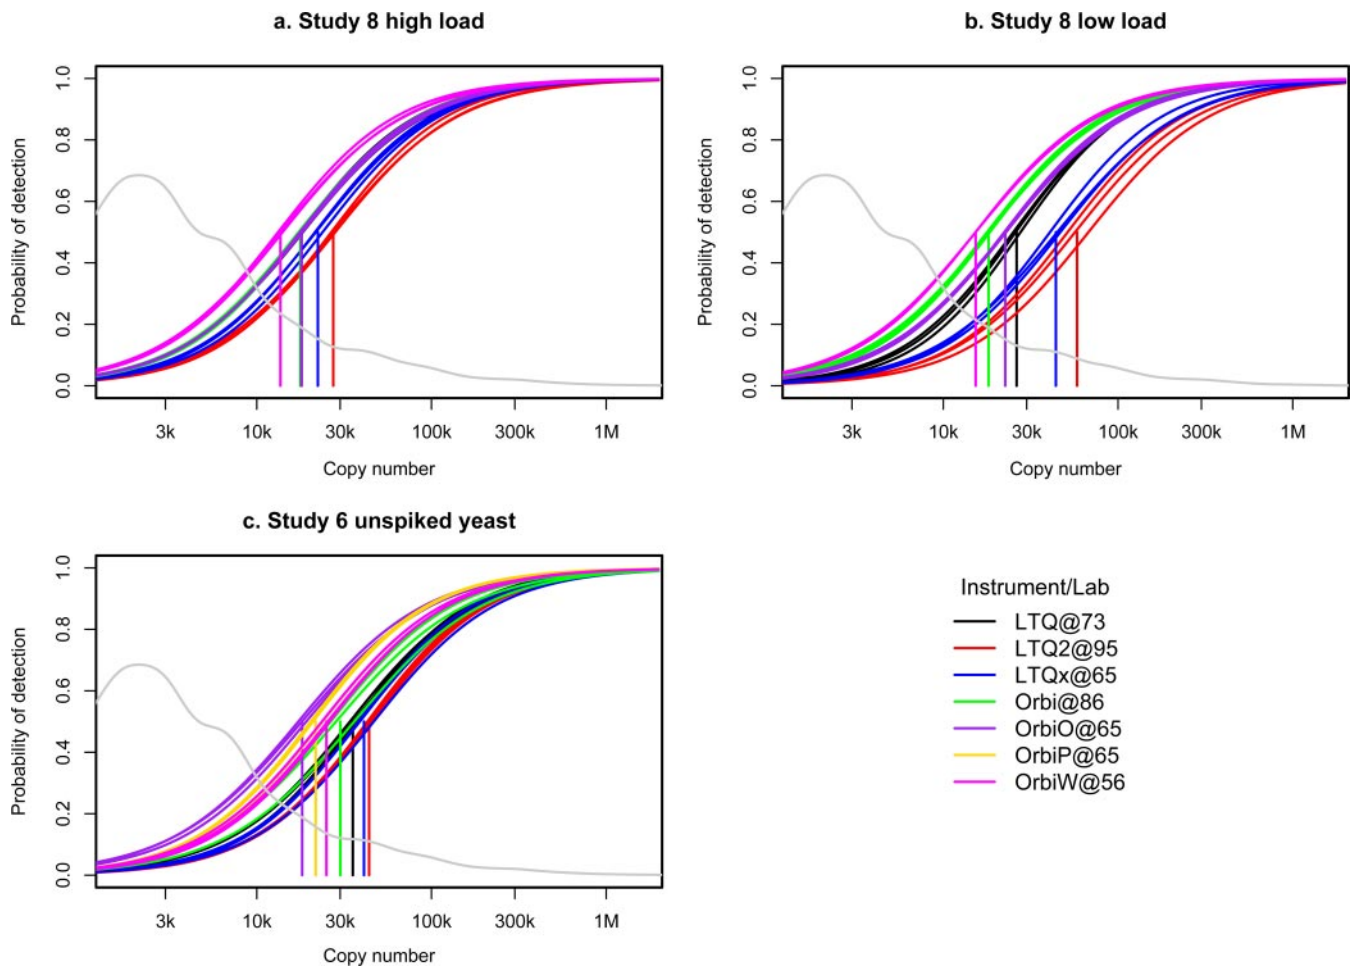 a. Study 8 high load
Probability of detection
0.0 0.2 0.4 0.6 0.8 1.0
3k 10k 30k 100k 300k 1M
Copy number
b. Study 8 low load
Probability of detection
0.0 0.2 0.4 0.6 0.8 1.0
3k 10k 30k 100k 300k 1M
Copy number
c. Study 6 unspiked yeast
Probability of detection
0.0 0.2 0.4 0.6 0.8 1.0
3k 10k 30k 100k 300k 1M
Copy number
Instrument/Lab
LTQ@73
LTQ2@95
LTQx@65
Orbi@86
OrbiO@65
OrbiP@65
OrbiW@56